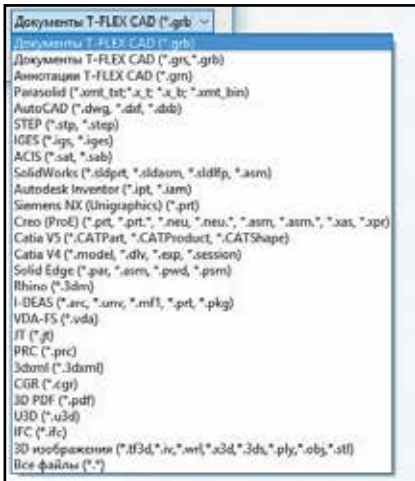 Документы T-FLEX CAD (*.grb
Документы T-FLEX CAD (*.grb)
Документы T-FLEX CAD (*.grs,*.grb)
Аннотации T-FLEX CAD (*.grn)
Parasolid (*.xmt_txt;*.x_t; *.x_b; *.xmt_bin)
AutoCAD (*.dwg, *.dxf, *.dxb)
STEP (*.stp, *.step)
IGES (*.igs, *.iges)
ACIS (*.sat, *.sab)
SolidWorks (*.sldprt, *.sldasm, *.sldlfp, *.asm)
Autodesk Inventor (*.ipt, *.iam)
Siemens NX (Unigraphics) (*.prt)
Creo (ProE) (*.prt, *.prt.*, *.neu, *.neu.*, *.asm, *.asm.*, *.xas, *.xpr)
Catia V5 (*.CATPart, *.CATProduct, *.CATShape)
Catia V4 (*.model, *.dlv, *.exp, *.session)
Solid Edge (*.par, *.asm, *.pwd, *.psm)
Rhino (*.3dm)
I-DEAS (*.arc, *.unv, *.mf1, *.prt, *.pkg)
VDA-FS (*.vda)
JT (*.jt)
PRC (*.prc)
3dxml (*.3dxml)
CGR (*.cgr)
3D PDF (*.pdf)
U3D (*.u3d)
IFC (*.ifc)
3D изображения (*.tf3d,*.iv,*.wrl,*.x3d,*.3ds,*.ply,*.obj,*.stl)
Все файлы (*.*)